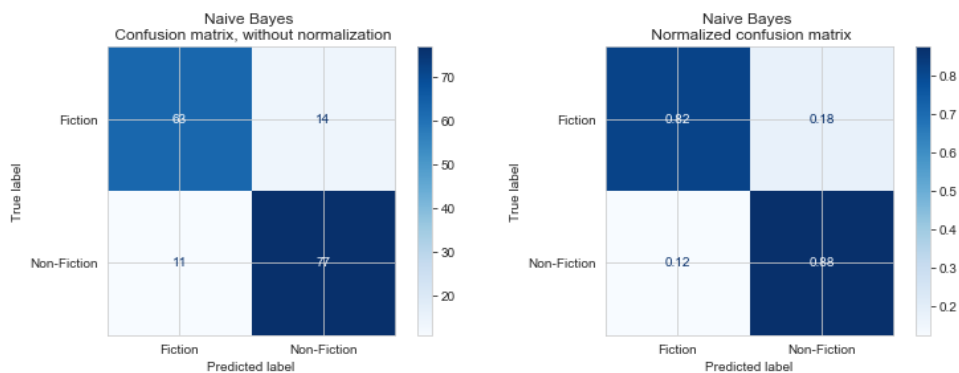 Naive Bayes
Confusion matrix, without normalization
Fiction
Non-Fiction
True label
63
14
11
77
Fiction
Non-Fiction
Predicted label
70
60
50
40
30
20
Naive Bayes
Normalized confusion matrix
Fiction
Non-Fiction
True label
0.82
0.18
0.12
0.88
Fiction
Non-Fiction
Predicted label
0.8
0.7
0.6
0.5
0.4
0.3
0.2